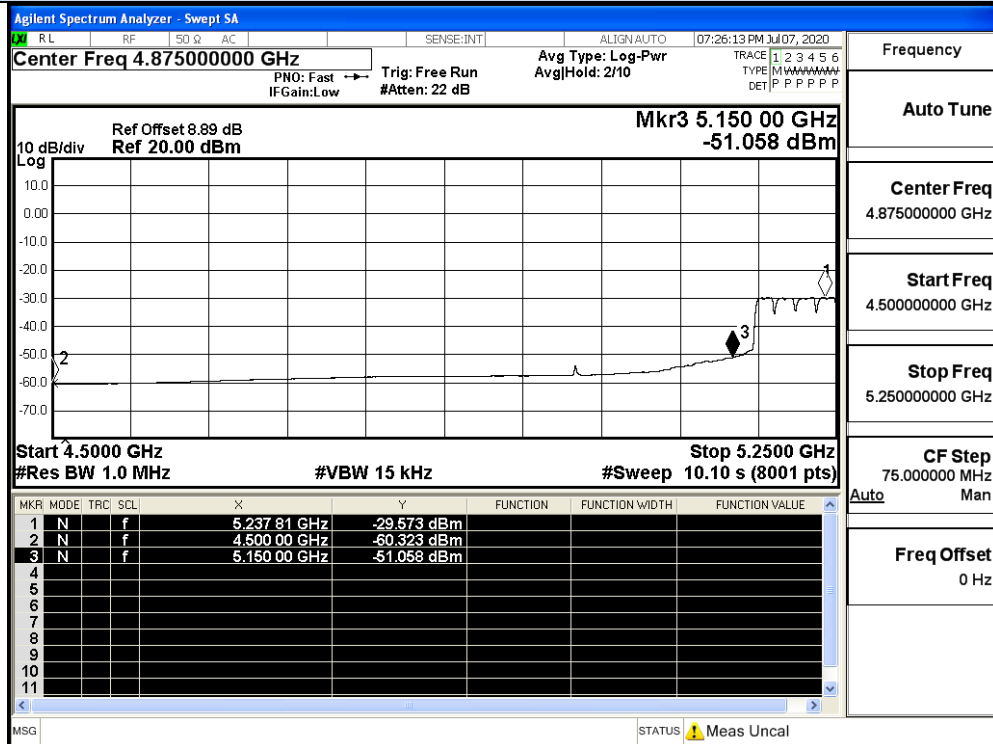 Agilent Spectrum Analyzer - Swept SA
LXI RL RF 50 Ω AC SENSE:INT ALIGN AUTO 07:26:13 PM Jul 07, 2020
Center Freq 4.875000000 GHz
PNO: Fast
IFGain:Low
Trig: Free Run
#Atten: 22 dB
Avg Type: Log-Pwr
Avg|Hold: 2/10
TRACE 1 2 3 4 5 6
TYPE M WWWWW
DET P P P P P P
Ref Offset 8.89 dB
Ref 20.00 dBm
10 dB/div
Log
Mkr3 5.150 00 GHz
-51.058 dBm
10.0
0.00
-10.0
-20.0
-30.0
-40.0
-50.0
-60.0
-70.0
1
2
3
Start 4.5000 GHz Stop 5.2500 GHz
#Res BW 1.0 MHz #VBW 15 kHz #Sweep 10.10 s (8001 pts)
MKR MODE TRC SCL X Y FUNCTION FUNCTION WIDTH FUNCTION VALUE
1 N f 5.237 81 GHz -29.573 dBm
2 N f 4.500 00 GHz -60.323 dBm
3 N f 5.150 00 GHz -51.058 dBm
4
5
6
7
8
9
10
11
MSG STATUS Meas Uncal
Frequency
Auto Tune
Center Freq
4.875000000 GHz
Start Freq
4.500000000 GHz
Stop Freq
5.250000000 GHz
CF Step
75.000000 MHz
Auto Man
Freq Offset
0 Hz